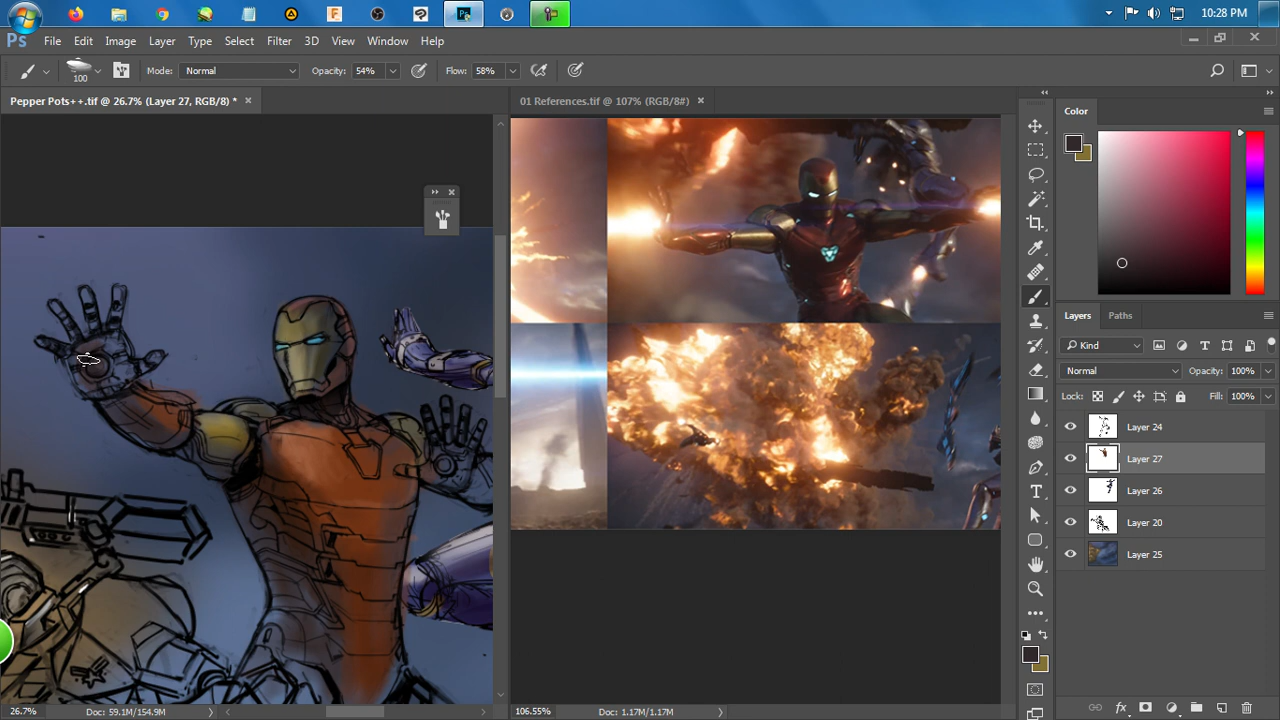 10:28 PM
Ps File Edit Image Layer Type Select Filter 3D View Window Help
100 Mode: Normal Opacity: 54% Flow: 58%
Pepper Pots++.tif @ 26.7% (Layer 27, RGB/8) * × 01 References.tif @ 107% (RGB/8#) ×
Color
Layers Paths
Kind
Normal Opacity: 100%
Lock: Fill: 100%
Layer 24
Layer 27
Layer 26
Layer 20
Layer 25
26.7% Doc: 59.1M/154.9M 106.55% Doc: 1.17M/1.17M